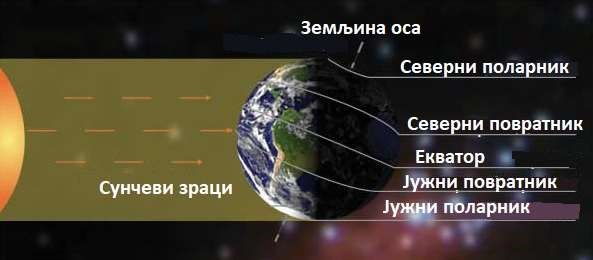 Земљина оса
Северни поларник
Северни повратник
Екватор
Јужни повратник
Сунчеви зраци
Јужни поларник